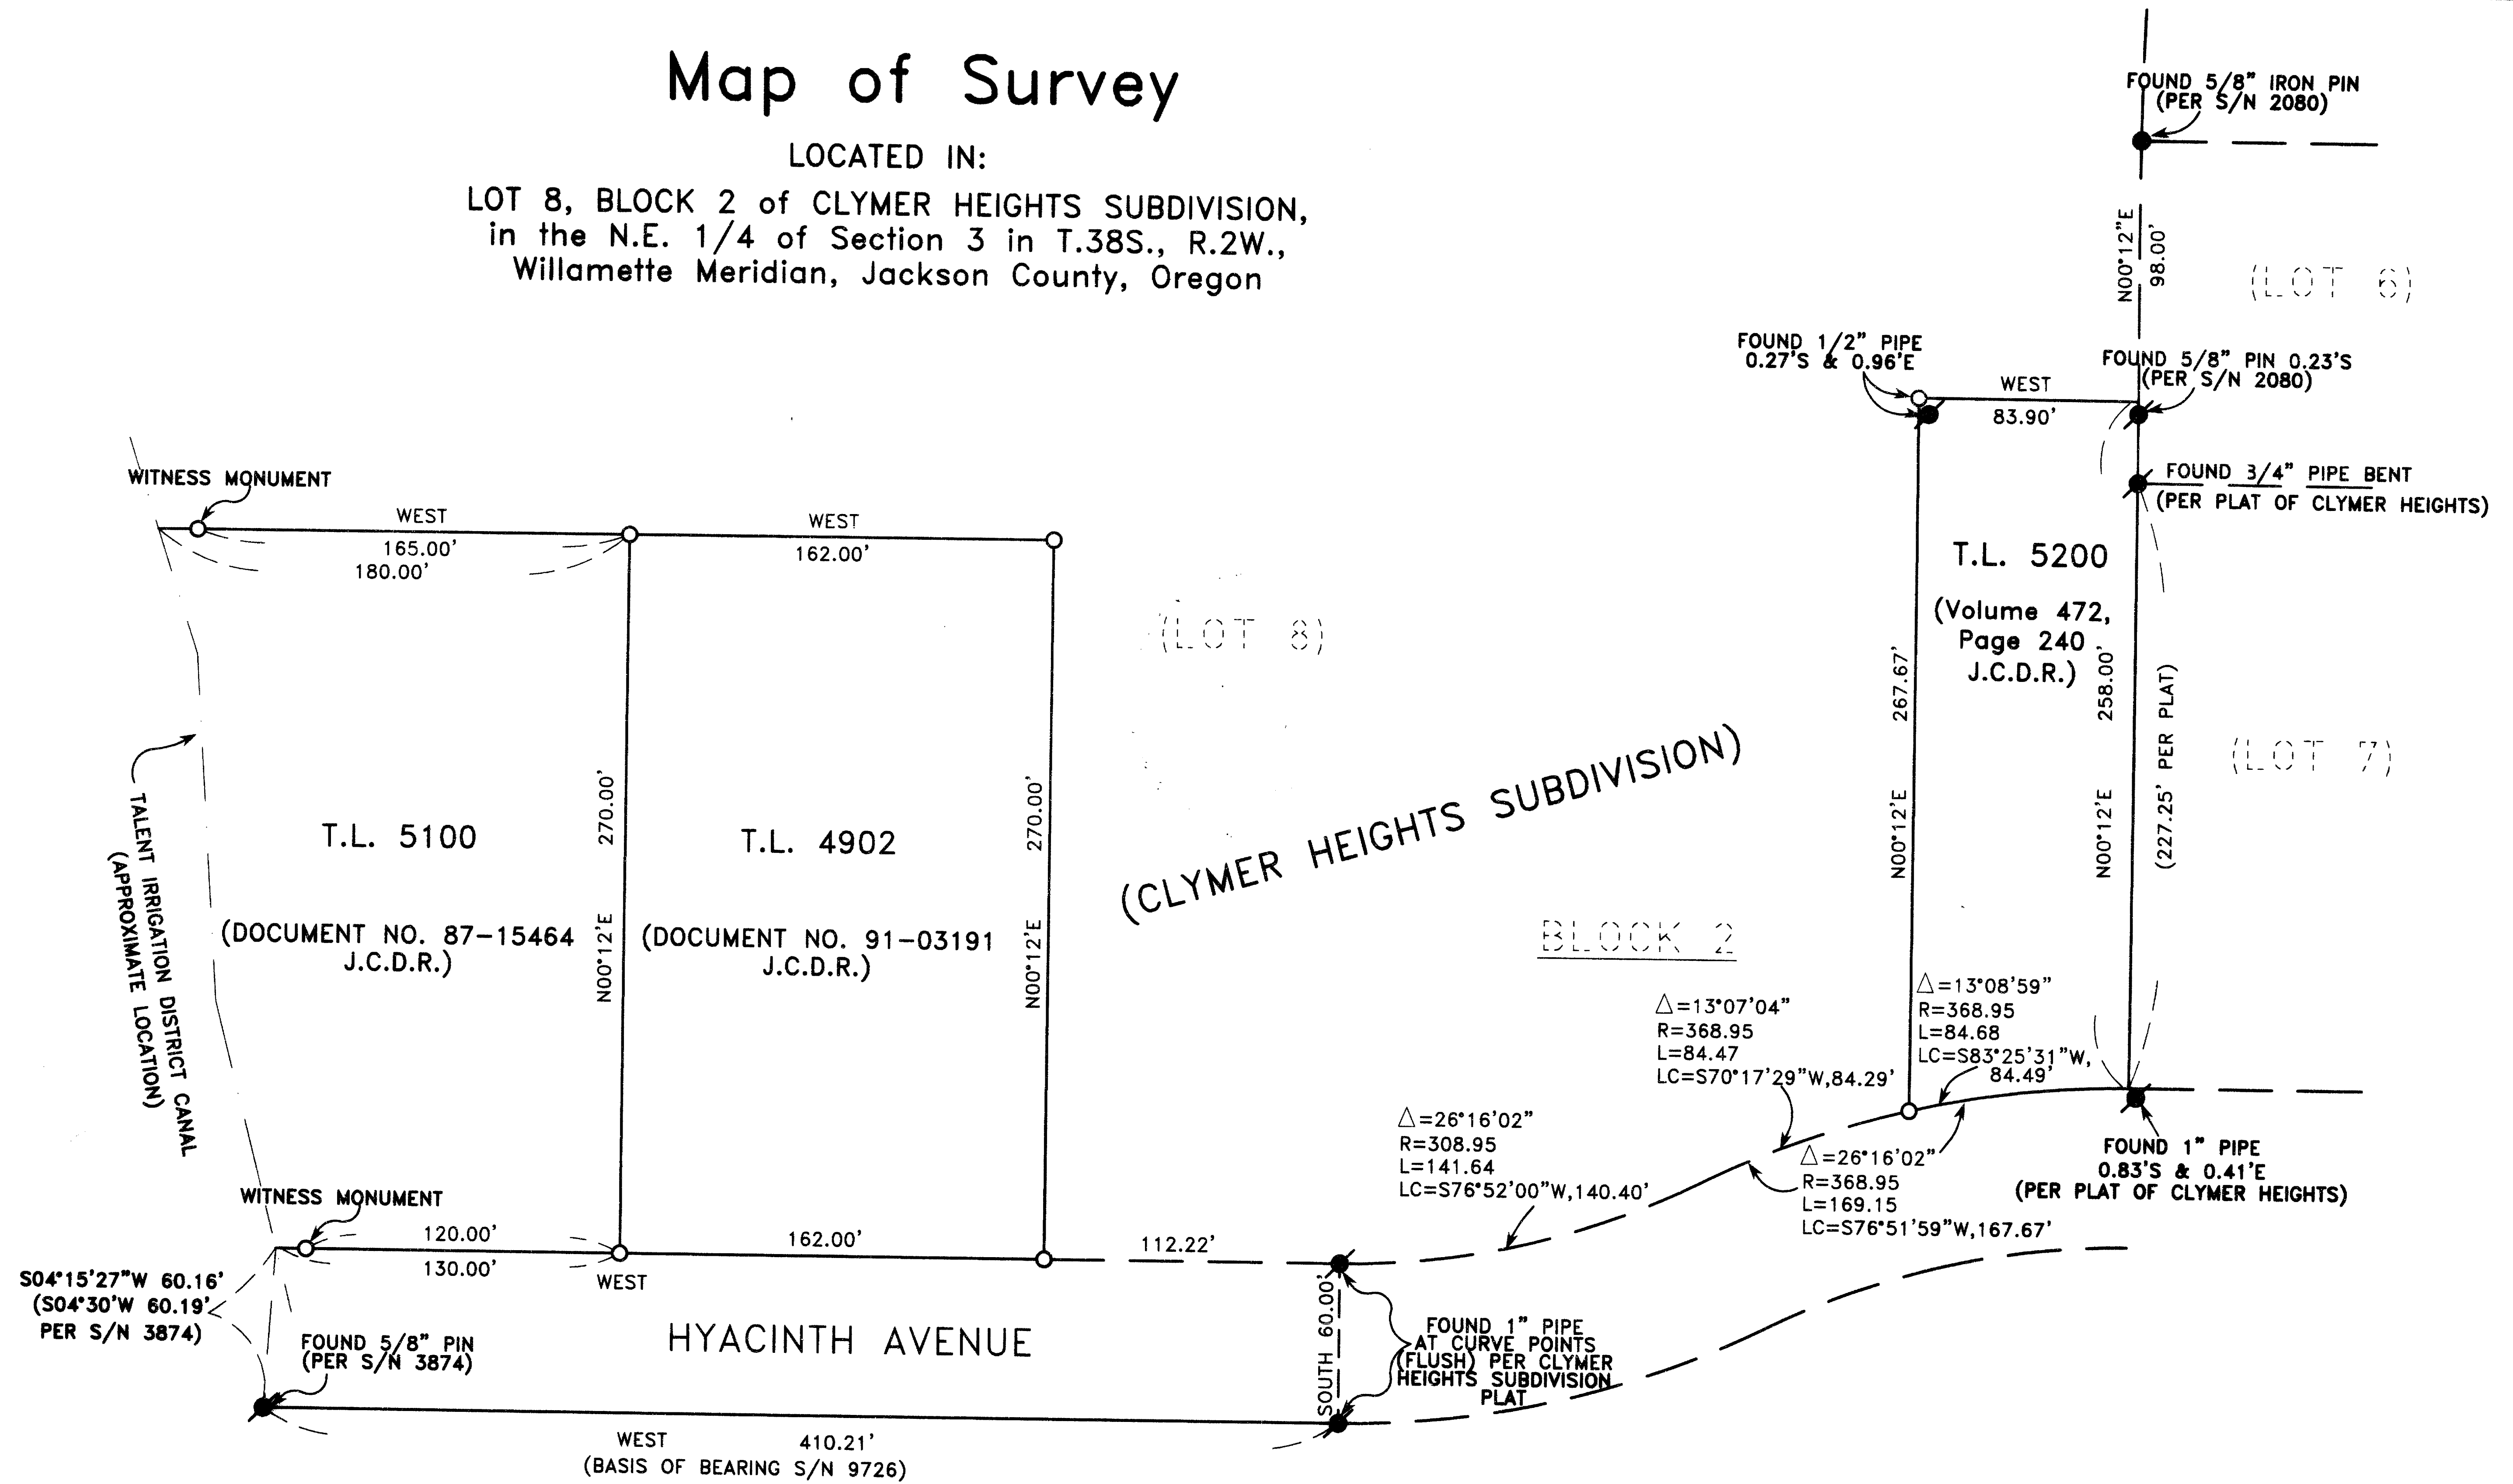 Map of Survey
LOCATED IN:
LOT 8, BLOCK 2 of CLYMER HEIGHTS SUBDIVISION,
in the N.E. 1/4 of Section 3 in T.38S., R.2W.,
Willamette Meridian, Jackson County, Oregon
FOUND 5/8" IRON PIN
(PER S/N 2080)
N00°12"E
98.00'
(LOT 6)
FOUND 1/2" PIPE
0.27'S & 0.96'E
FOUND 5/8" PIN 0.23'S
(PER S/N 2080)
WEST
83.90'
FOUND 3/4" PIPE BENT
(PER PLAT OF CLYMER HEIGHTS)
T.L. 5200
(Volume 472,
Page 240
J.C.D.R.)
267.67'
N00°12'E
258.00'
N00°12'E
(227.25' PER PLAT)
(LOT 7)
WITNESS MONUMENT
WEST
165.00'
180.00'
WEST
162.00'
(LOT 8)
TALENT IRRIGATION DISTRICT CANAL
(APPROXIMATE LOCATION)
T.L. 5100
(DOCUMENT NO. 87-15464
J.C.D.R.)
270.00'
N00°12'E
T.L. 4902
(DOCUMENT NO. 91-03191
J.C.D.R.)
270.00'
N00°12'E
(CLYMER HEIGHTS SUBDIVISION)
BLOCK 2
△=13°08'59"
R=368.95
L=84.68
LC=S83°25'31"W,
84.49'
△=13°07'04"
R=368.95
L=84.47
LC=S70°17'29"W,84.29'
△=26°16'02"
R=308.95
L=141.64
LC=S76°52'00"W,140.40'
△=26°16'02"
R=368.95
L=169.15
LC=S76°51'59"W,167.67'
FOUND 1" PIPE
0.83'S & 0.41'E
(PER PLAT OF CLYMER HEIGHTS)
WITNESS MONUMENT
120.00'
130.00'
WEST
162.00'
112.22'
S04°15'27"W 60.16'
(S04°30'W 60.19'
PER S/N 3874)
FOUND 5/8" PIN
(PER S/N 3874)
HYACINTH AVENUE
SOUTH 60.00'
FOUND 1" PIPE
AT CURVE POINTS
(FLUSH) PER CLYMER
HEIGHTS SUBDIVISION
PLAT
WEST 410.21'
(BASIS OF BEARING S/N 9726)